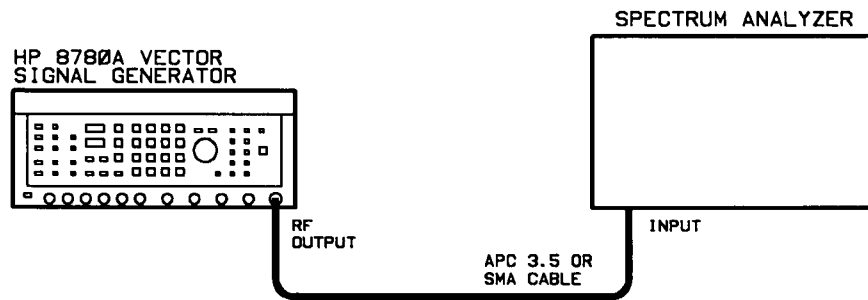 SPECTRUM ANALYZER
HP 8780A VECTOR
SIGNAL GENERATOR
RF
OUTPUT
INPUT
APC 3.5 OR
SMA CABLE